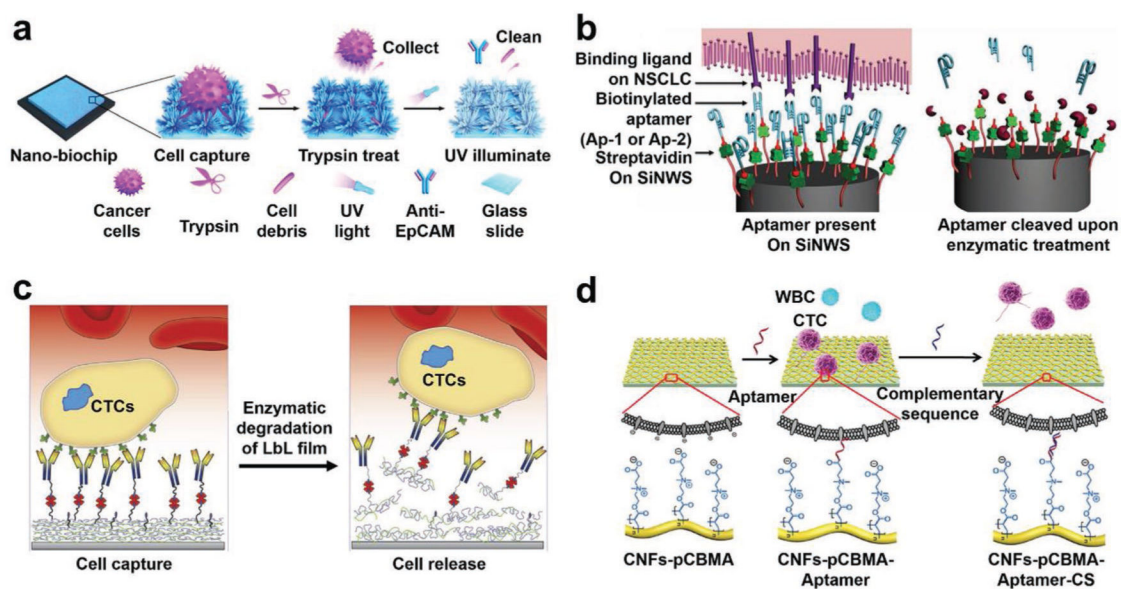 a
Collect
Clean
Nano-biochip
Cell capture
Trypsin treat
UV illuminate
Cancer
cells
Trypsin
Cell
debris
UV
light
Anti-
EpCAM
Glass
slide
b
Binding ligand
on NSCLC
Biotinylated
aptamer
(Ap-1 or Ap-2)
Streptavidin
On SiNWS
Aptamer present
On SiNWS
Aptamer cleaved upon
enzymatic treatment
c
CTCs
Enzymatic
degradation
of LbL film
CTCs
Cell capture
Cell release
d
WBC
CTC
Aptamer
Complementary
sequence
CNFs-pCBMA
CNFs-pCBMA-
Aptamer
CNFs-pCBMA-
Aptamer-CS